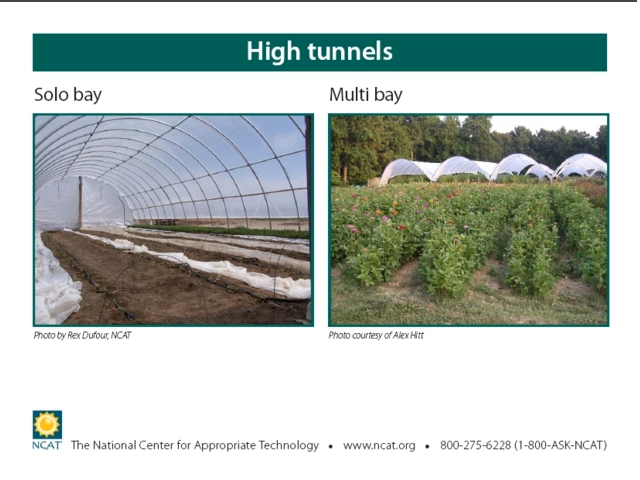 High tunnels
Solo bay
Multi bay
Photo by Rex Dufour, NCAT
Photo courtesy of Alex Hitt
NCAT
The National Center for Appropriate Technology • www.ncat.org • 800-275-6228 (1-800-ASK-NCAT)